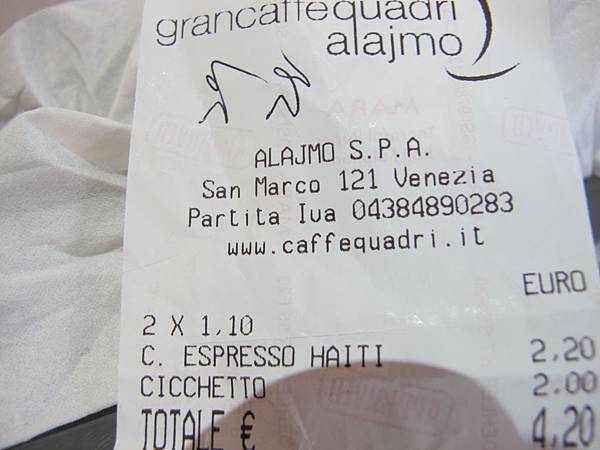 grancaffèquadri
alajmo
ALAJMO S.P.A.
San Marco 121 Venezia
Partita Iva 04384890283
www.caffequadri.it
EURO
2 X 1,10
C. ESPRESSO HAITI 2,20
CICCHETTO 2,00
TOTALE € 4,20